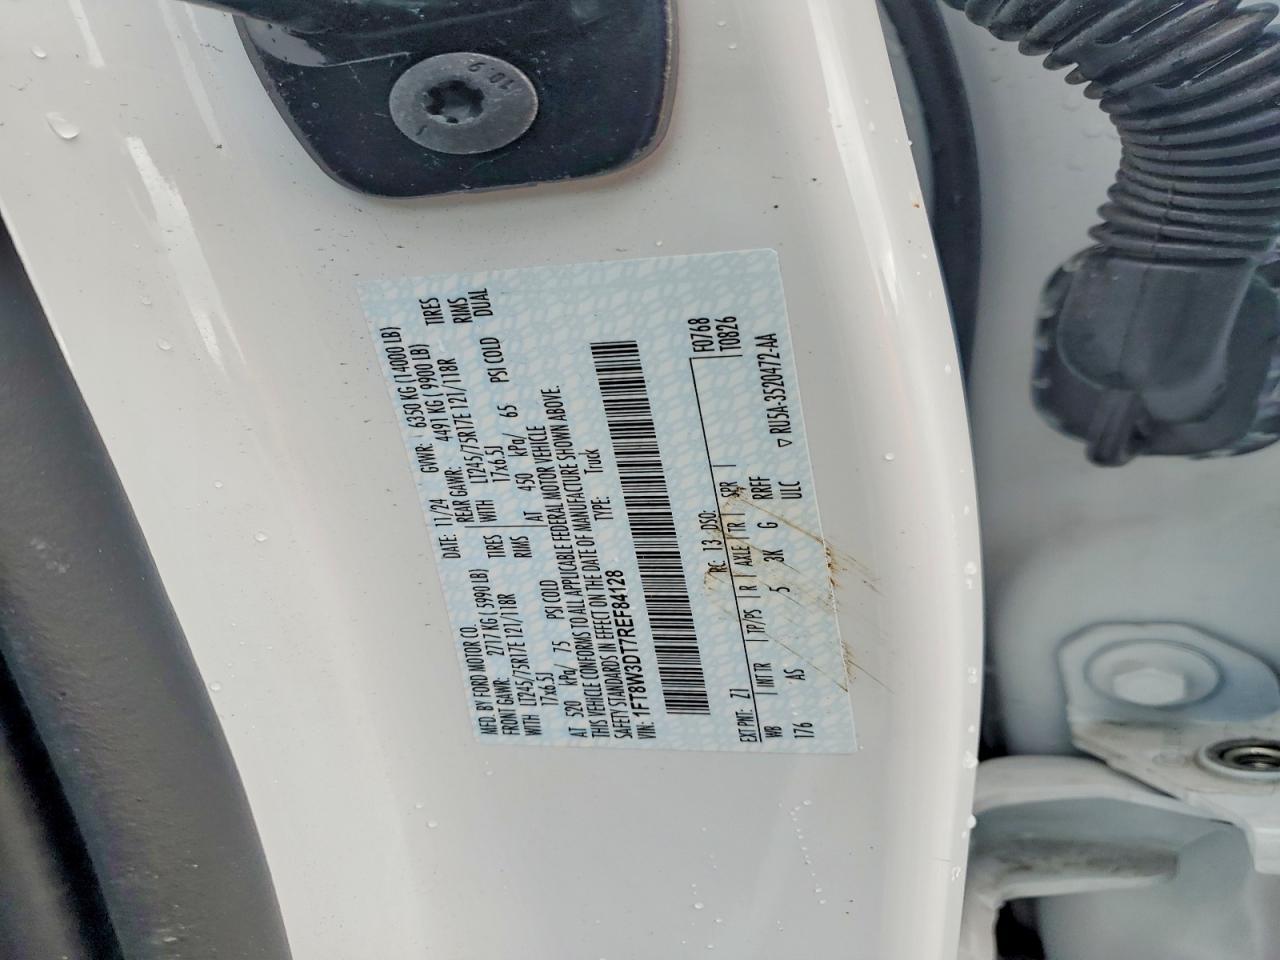 10.9
MFD. BY FORD MOTOR CO.
DATE: 11/24 GVWR: 6350 KG (14000 LB)
FRONT GAWR: 2717 KG ( 5990 LB) REAR GAWR: 4491 KG ( 9900 LB)
WITH LT245/75R17E 121/118R TIRES WITH LT245/75R17E 121/118R TIRES
17x6.5J RIMS 17x6.5J RIMS
AT 520 kPa/ 75 PSI COLD AT 450 kPa/ 65 PSI COLD DUAL
THIS VEHICLE CONFORMS TO ALL APPLICABLE FEDERAL MOTOR VEHICLE
SAFETY STANDARDS IN EFFECT ON THE DATE OF MANUFACTURE SHOWN ABOVE.
VIN: 1FT8W3DT7REF84128 TYPE: Truck
F0768
T0826
EXT PNT: Z1 RC: 13 DSO:
WB INT TR TP/PS R AXLE TR SPR
176 AS 5 3K G RRFF
ULC
▽ RU5A-3520472-AA